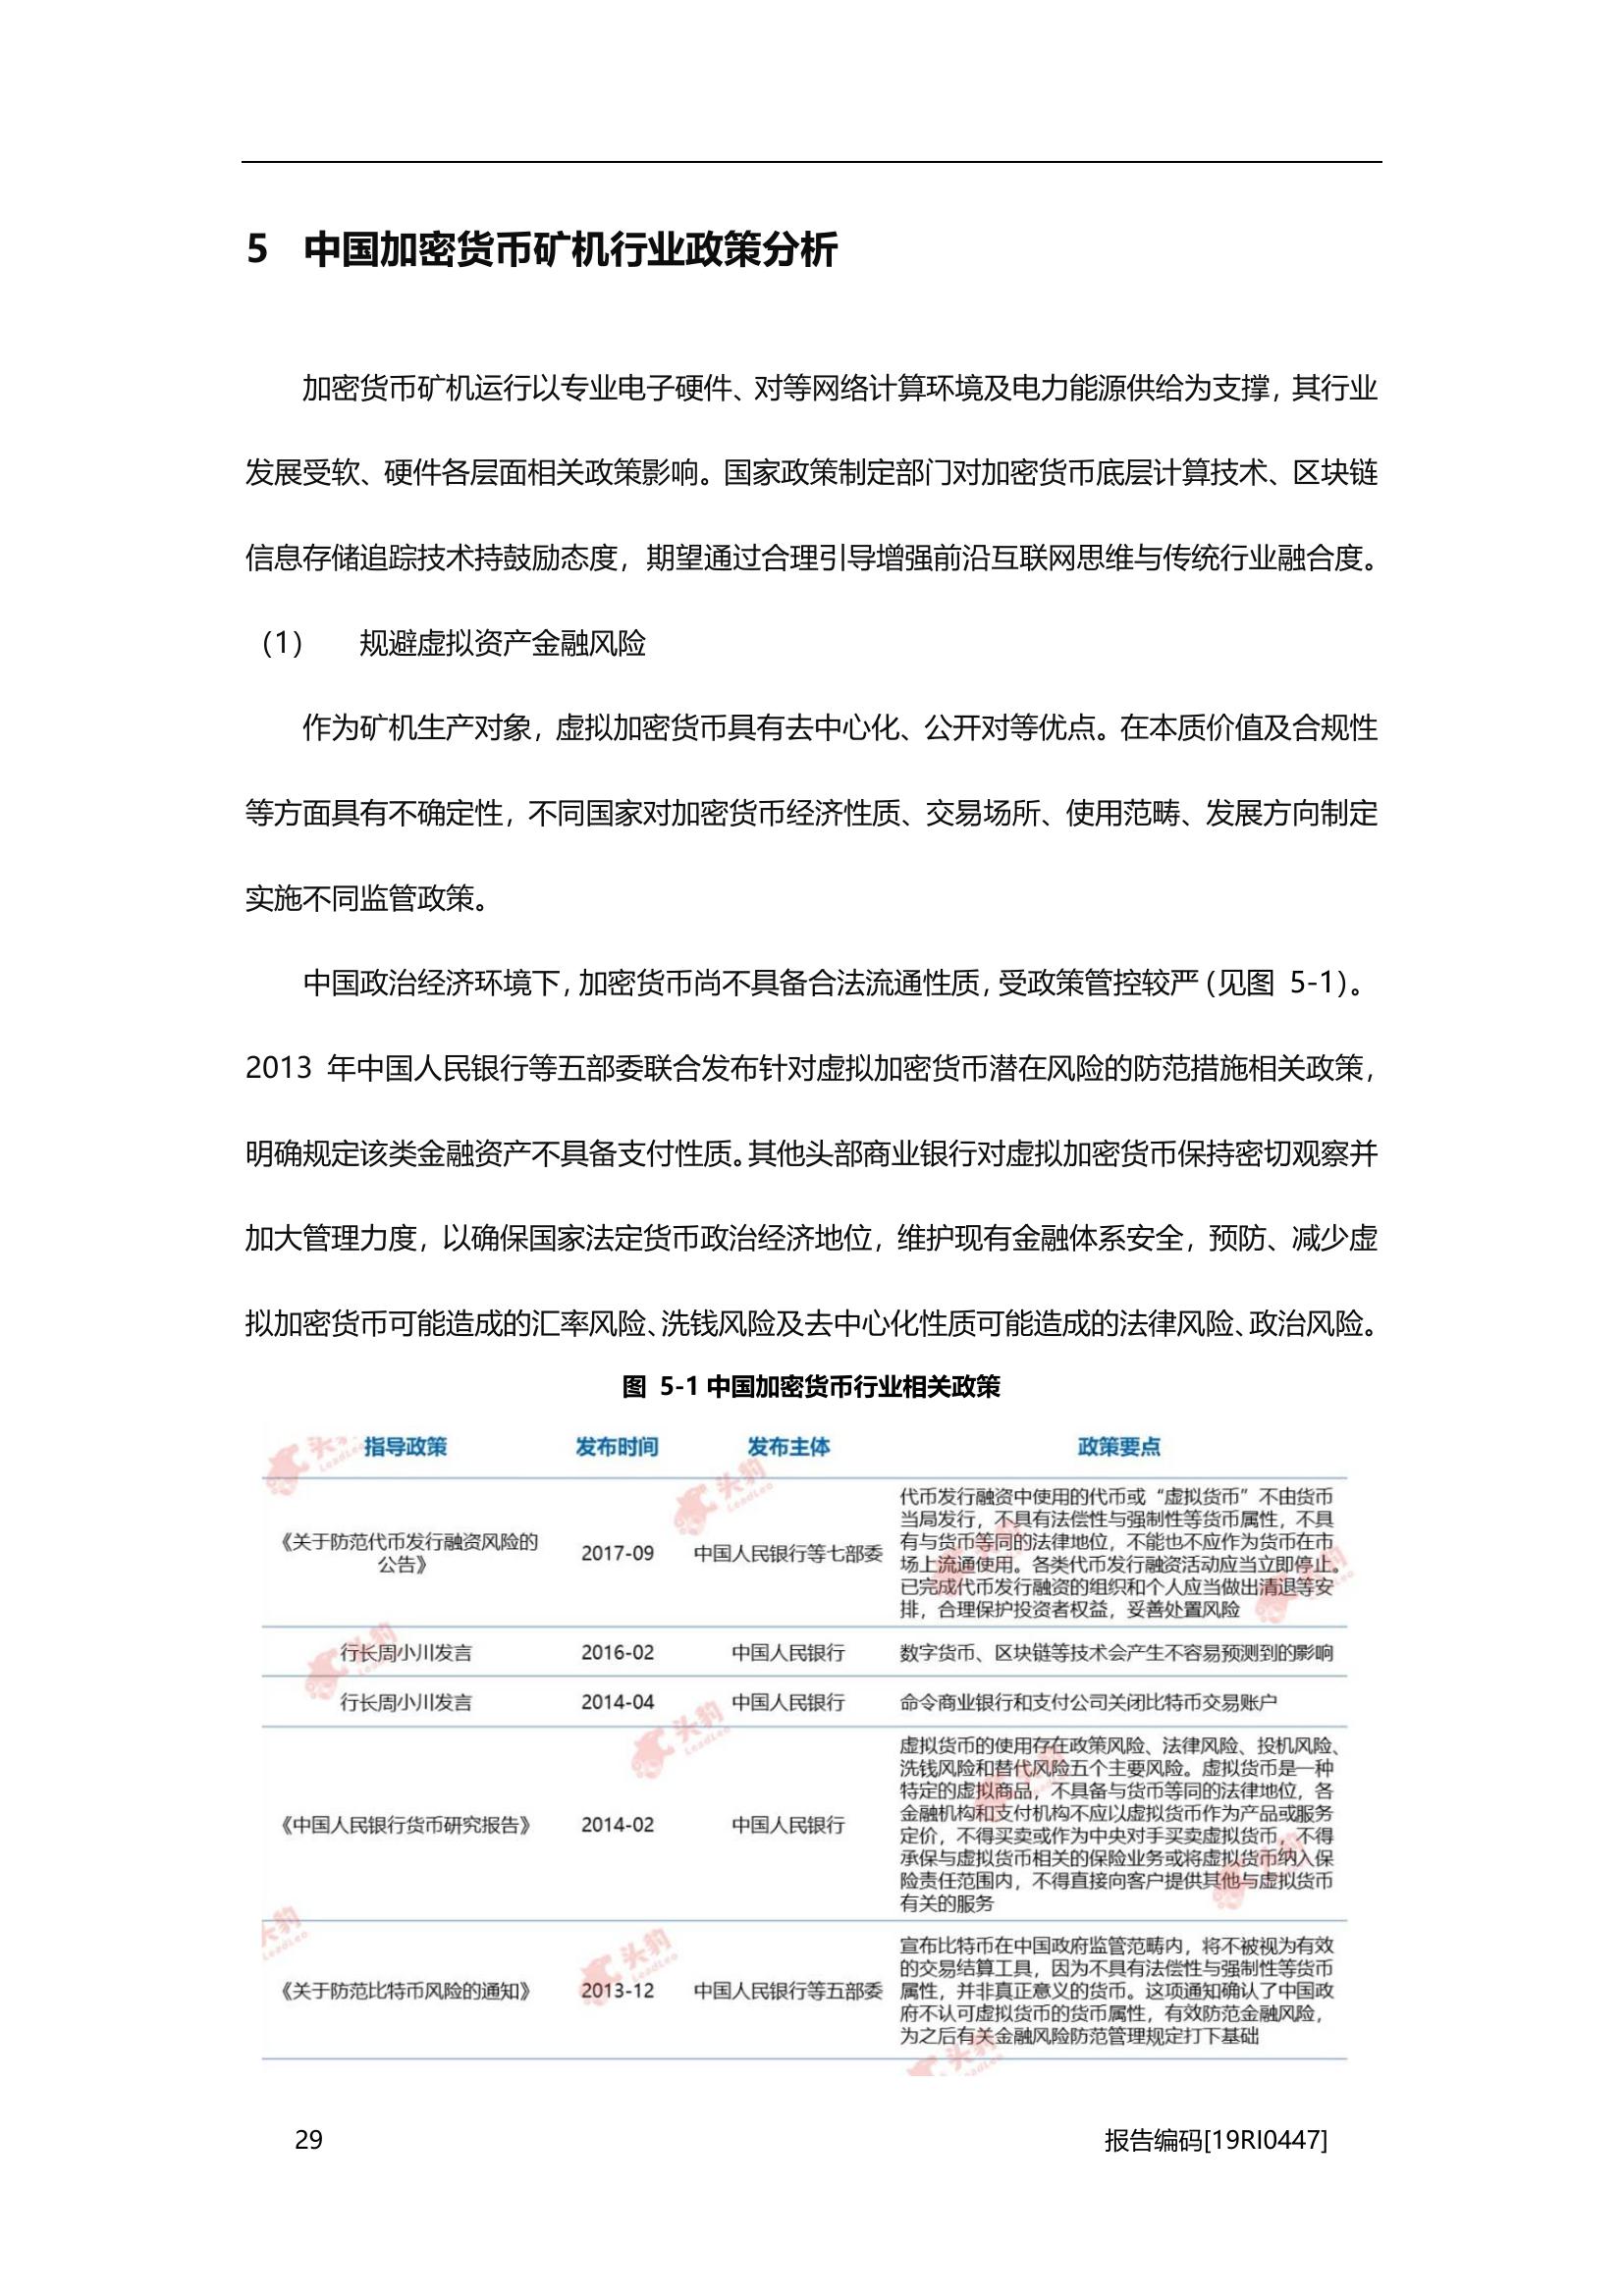 5 中国加密货币矿机行业政策分析
加密货币矿机运行以专业电子硬件、对等网络计算环境及电力能源供给为支撑，其行业
发展受软、硬件各层面相关政策影响。国家政策制定部门对加密货币底层计算技术、区块链
信息存储追踪技术持鼓励态度，期望通过合理引导增强前沿互联网思维与传统行业融合度。
（1） 规避虚拟资产金融风险
作为矿机生产对象，虚拟加密货币具有去中心化、公开对等优点。在本质价值及合规性
等方面具有不确定性，不同国家对加密货币经济性质、交易场所、使用范畴、发展方向制定
实施不同监管政策。
中国政治经济环境下，加密货币尚不具备合法流通性质，受政策管控较严（见图 5-1）。
2013 年中国人民银行等五部委联合发布针对虚拟加密货币潜在风险的防范措施相关政策，
明确规定该类金融资产不具备支付性质。其他头部商业银行对虚拟加密货币保持密切观察并
加大管理力度，以确保国家法定货币政治经济地位，维护现有金融体系安全，预防、减少虚
拟加密货币可能造成的汇率风险、洗钱风险及去中心化性质可能造成的法律风险、政治风险。
图 5-1 中国加密货币行业相关政策
指导政策 发布时间 发布主体 政策要点
《关于防范代币发行融资风险的
公告》
2017-09
中国人民银行等七部委
代币发行融资中使用的代币或“虚拟货币”不由货币
当局发行，不具有法偿性与强制性等货币属性，不具
有与货币等同的法律地位，不能也不应作为货币在市
场上流通使用。各类代币发行融资活动应当立即停止。
已完成代币发行融资的组织和个人应当做出清退等安
排，合理保护投资者权益，妥善处置风险
行长周小川发言 2016-02 中国人民银行 数字货币、区块链等技术会产生不容易预测到的影响
行长周小川发言 2014-04 中国人民银行 命令商业银行和支付公司关闭比特币交易账户
《中国人民银行货币研究报告》
2014-02
中国人民银行
虚拟货币的使用存在政策风险、法律风险、投机风险、
洗钱风险和替代风险五个主要风险。虚拟货币是一种
特定的虚拟商品，不具备与货币等同的法律地位，各
金融机构和支付机构不应以虚拟货币作为产品或服务
定价，不得买卖或作为中央对手买卖虚拟货币，不得
承保与虚拟货币相关的保险业务或将虚拟货币纳入保
险责任范围内，不得直接向客户提供其他与虚拟货币
有关的服务
《关于防范比特币风险的通知》
2013-12
中国人民银行等五部委
宣布比特币在中国政府监管范畴内，将不被视为有效
的交易结算工具，因为不具有法偿性与强制性等货币
属性，并非真正意义的货币。这项通知确认了中国政
府不认可虚拟货币的货币属性，有效防范金融风险，
为之后有关金融风险防范管理规定打下基础
29 报告编码[19RI0447]